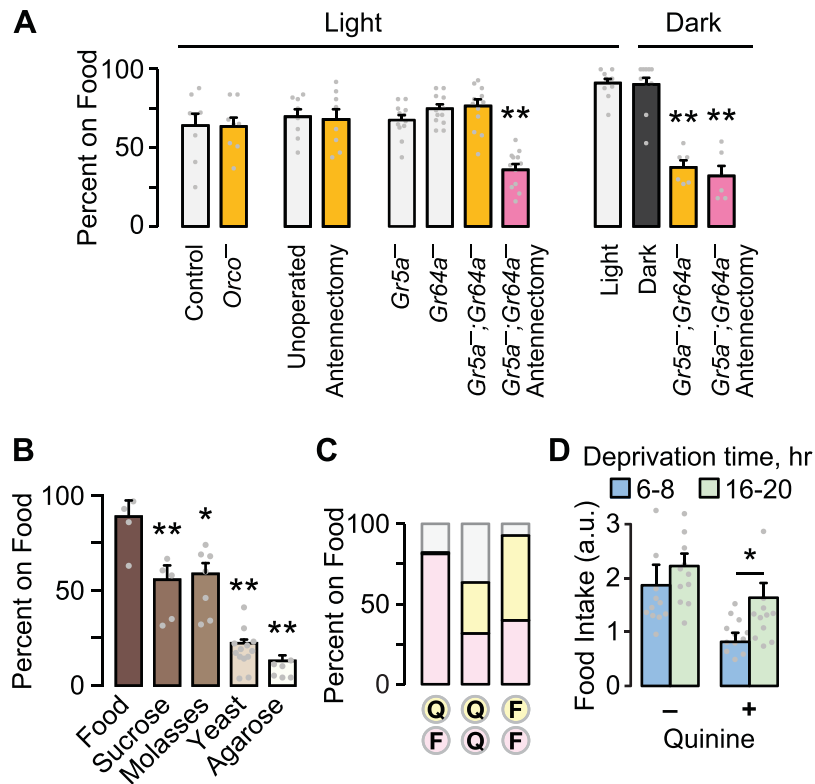 A
Light
Dark
Percent on Food
100
50
0
**
**
**
Control
Orco⁻
Unoperated
Antennectomy
Gr5a⁻
Gr64a⁻
Gr5a⁻;Gr64a⁻
Gr5a⁻;Gr64a⁻
Antennectomy
Light
Dark
Gr5a⁻;Gr64a⁻
Gr5a⁻;Gr64a⁻
Antennectomy
B
Percent on Food
100
50
0
**
*
**
**
Food
Sucrose
Molasses
Yeast
Agarose
C
Percent on Food
100
50
0
Q
Q
F
F
Q
F
D
Deprivation time, hr
6-8
16-20
Food Intake (a.u.)
3
2
1
0
*
–
+
Quinine